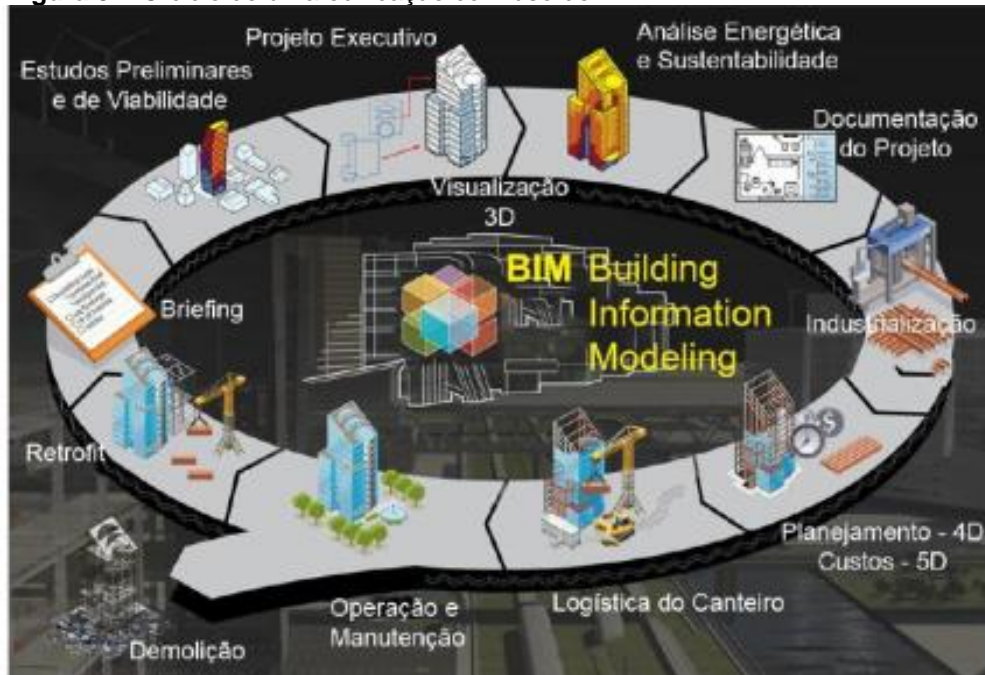 Projeto Executivo
Análise Energética
e Sustentabilidade
Estudos Preliminares
e de Viabilidade
Documentação
do Projeto
Visualização
3D
BIM Building
Information
Modeling
Briefing
Industrialização
Retrofit
Planejamento - 4D
Custos - 5D
Logística do Canteiro
Operação e
Manutenção
Demolição